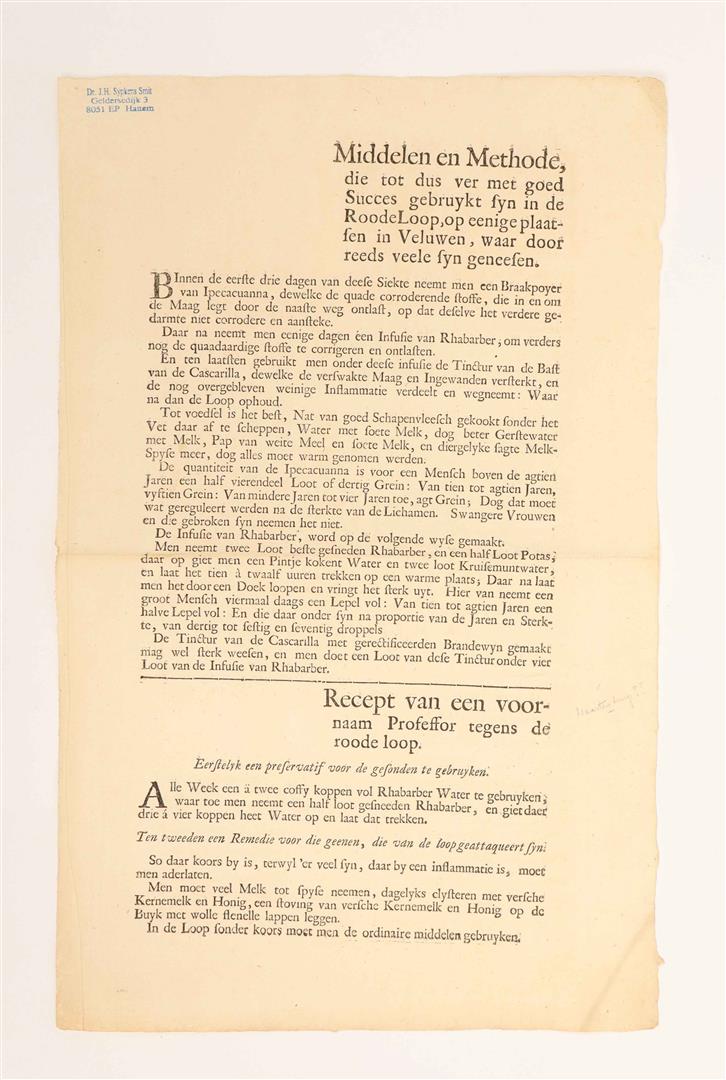 Dr. J.H. Sypkens Smit
Geldersedijk 3
8051 EP Hattem
Middelen en Methode,
die tot dus ver met goed
Succes gebruykt ſyn in de
Roode Loop, op eenige plaat-
ſen in Veluwen, waar door
reeds veele ſyn geneeſen.
BInnen de eerſte drie dagen van deeſe Siekte neemt men een Braakpoyer
van Ipecacuanna, dewelke de quade corroderende ſtoffe, die in en om
de Maag legt door de naaſte weg ontlaſt, op dat deſelve het verdere ge-
darmte niet corrodere en aanſteke.
Daar na neemt men eenige dagen een Infuſie van Rhabarber, om verders
nog de quaadaardige ſtoffe te corrigeren en ontlaſten.
En ten laatſten gebruikt men onder deeſe infuſie de Tinctur van de Baſt
van de Caſcarilla, dewelke de verſwakte Maag en Ingewanden verſterkt, en
de nog overgebleven weinige Inflammatie verdeelt en wegneemt: Waar
na dan de Loop ophoud.
Tot voedſel is het beſt, Nat van goed Schapenvleeſch gekookt ſonder het
Vet daar af te ſcheppen, Water met ſoete Melk, dog beter Gerſtewater
met Melk, Pap van weite Meel en ſoete Melk, en diergelyke ſagte Melk-
Spyſe meer, dog alles moet warm genomen werden.
De quantiteit van de Ipecacuanna is voor een Menſch boven de agtien
Jaren een half vierendeel Loot of dertig Grein: Van tien tot agtien Jaren,
vyftien Grein: Van mindere Jaren tot vier Jaren toe, agt Grein; Dog dat moet
wat gereguleert werden na de ſterkte van de Lichamen. Swangere Vrouwen
en die gebroken ſyn neemen het niet.
De Infuſie van Rhabarber, word op de volgende wyſe gemaakt.
Men neemt twee Loot beſte geſneden Rhabarber, en een half Loot Potas,
daar op giet men een Pintje kokent Water en twee loot Kruiſemuntwater,
en laat het tien à twaalf uuren trekken op een warme plaats; Daar na laat
men het door een Doek loopen en vringt het ſterk uyt. Hier van neemt een
groot Menſch viermaal daags een Lepel vol: Van tien tot agtien Jaren een
halve Lepel vol: En die daar onder ſyn na proportie van de Jaren en Sterk-
te, van dertig tot ſeſtig en ſeventig droppels
De Tinctur van de Caſcarilla met gerectificeerden Brandewyn gemaakt
mag wel ſterk weeſen, en men doet een Loot van deſe Tinctur onder vier
Loot van de Infuſie van Rhabarber.
Recept van een voor-
naam Profeſſor tegens de
roode loop.
Eerſtelyk een preſervatif voor de geſonden te gebruyken.
Alle Week een â twee coffy koppen vol Rhabarber Water te gebruyken;
waar toe men neemt een half loot geſneeden Rhabarber, en giet daer
drie á vier koppen heet Water op en laat dat trekken.
Ten tweeden een Remedie voor die geenen, die van de loop geattaqueert ſyn.
So daar koors by is, terwyl 'er veel ſyn, daar by een inflammatie is, moet
men aderlaten.
Men moet veel Melk tot ſpyſe neemen, dagelyks clyſteren met verſche
Kernemelk en Honig, een ſtoving van verſche Kernemelk en Honig op de
Buyk met wolle ſtenelle lappen leggen.
In de Loop ſonder koors moet men de ordinaire middelen gebruyken.